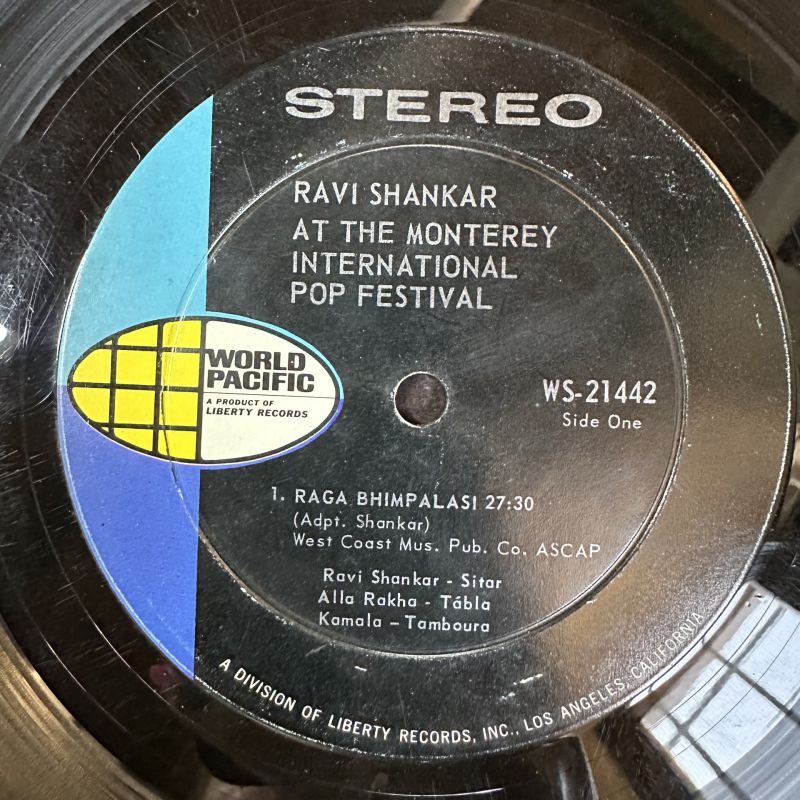 STEREO
RAVI SHANKAR
AT THE MONTEREY
INTERNATIONAL
POP FESTIVAL
WORLD
PACIFIC
A PRODUCT OF
LIBERTY RECORDS
WS-21442
Side One
1. RAGA BHIMPALASI 27:30
(Adpt. Shankar)
West Coast Mus. Pub. Co. ASCAP
Ravi Shankar - Sitar
Alla Rakha - Tábla
Kamala - Tamboura
A DIVISION OF LIBERTY RECORDS, INC., LOS ANGELES, CALIFORNIA